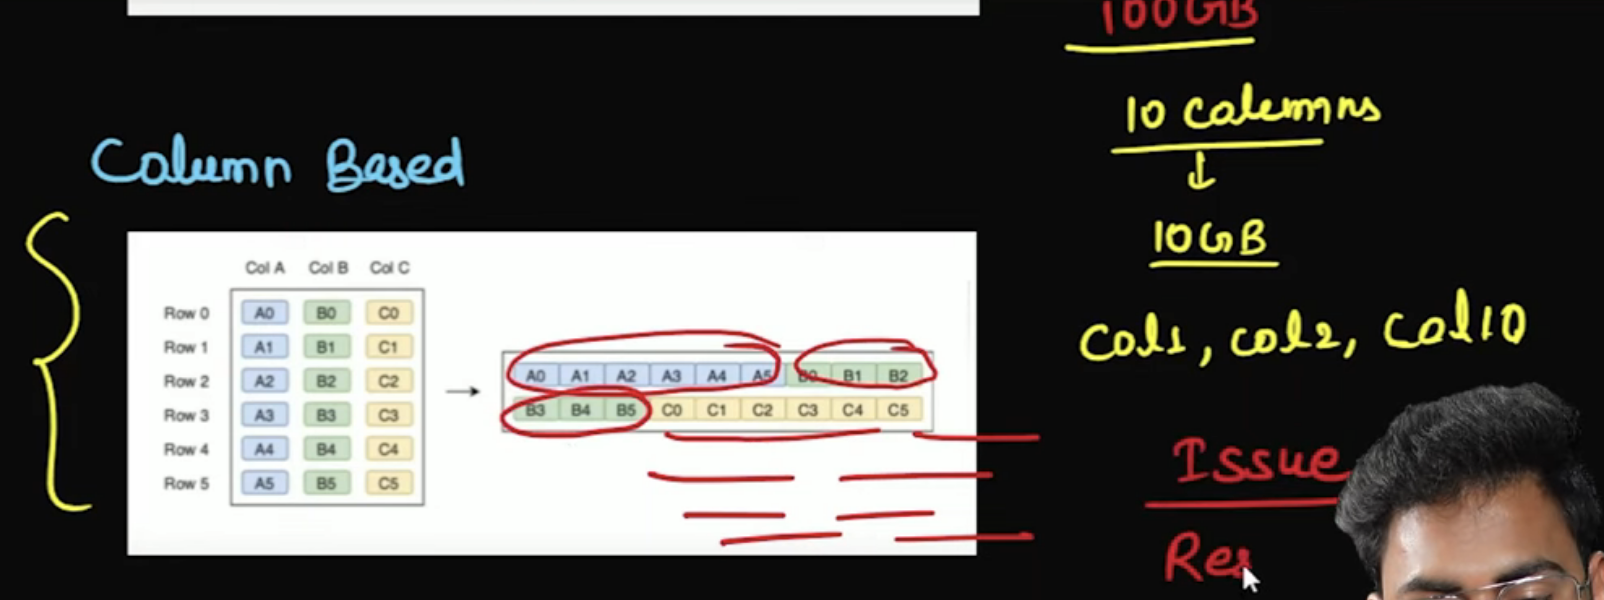 100GB
10 Columns
Column Based
10GB
Col1, col2, Col10
Col A Col B Col C
Row 0 A0 B0 C0
Row 1 A1 B1 C1
Row 2 A2 B2 C2
Row 3 A3 B3 C3
Row 4 A4 B4 C4
Row 5 A5 B5 C5
A0 A1 A2 A3 A4 A5 B0 B1 B2
B3 B4 B5 C0 C1 C2 C3 C4 C5
Issue